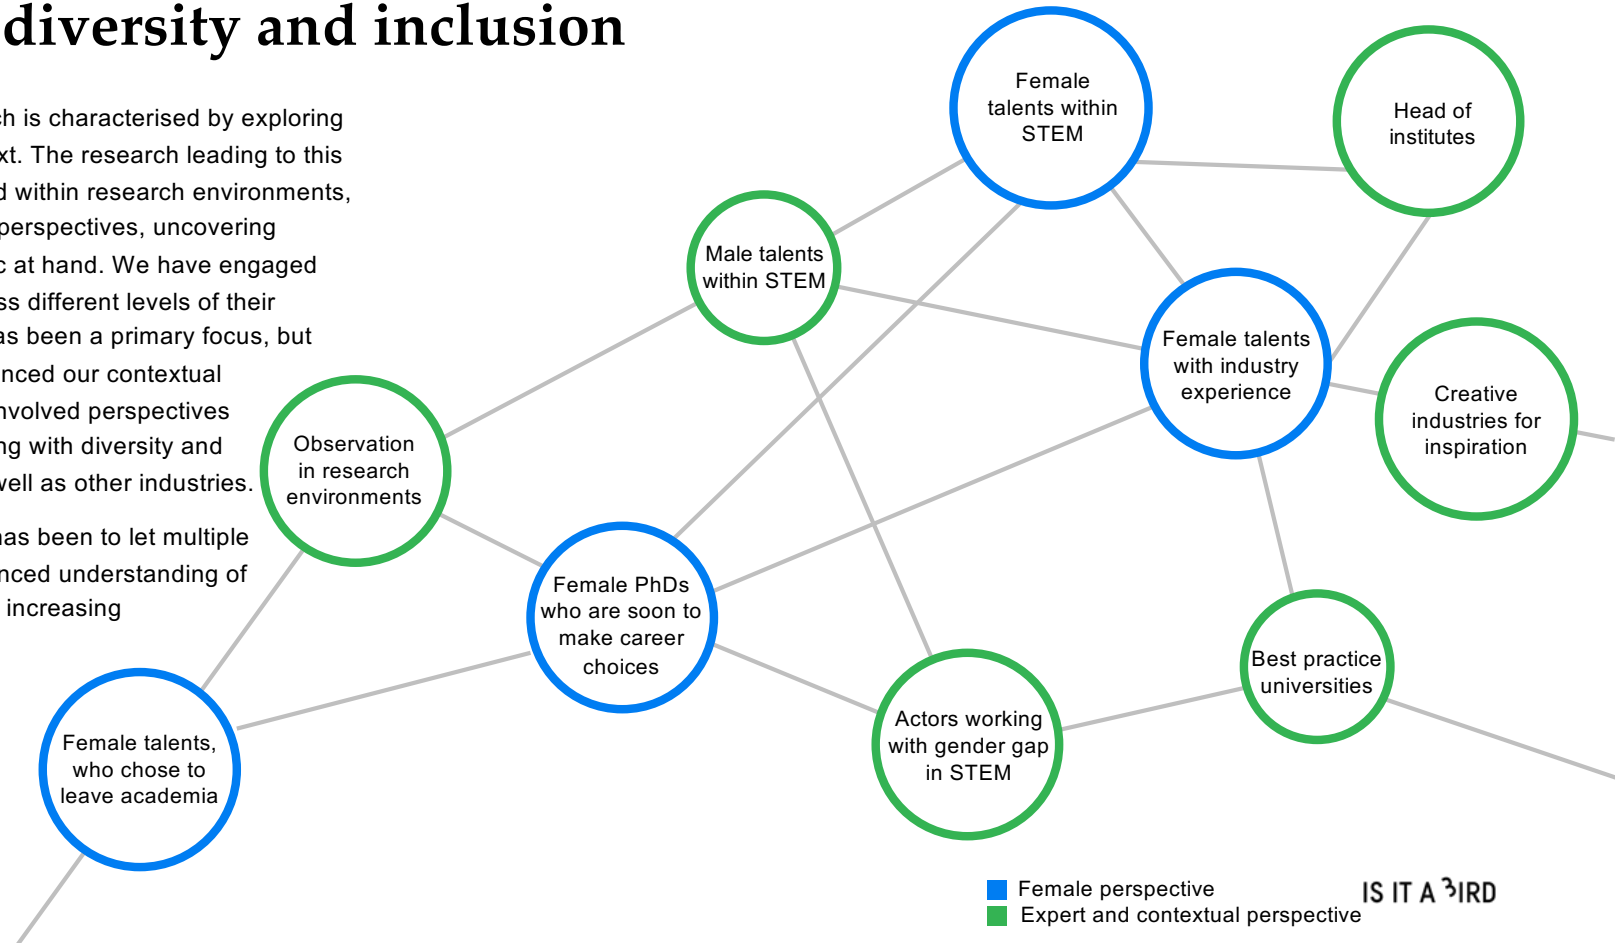 diversity and inclusion
ch is characterised by exploring
xt. The research leading to this
d within research environments,
perspectives, uncovering
c at hand. We have engaged
ss different levels of their
as been a primary focus, but
nced our contextual
nvolved perspectives
ng with diversity and
well as other industries.
has been to let multiple
nced understanding of
increasing
Female
talents within
STEM
Head of
institutes
Male talents
within STEM
Female talents
with industry
experience
Creative
industries for
inspiration
Observation
in research
environments
Female PhDs
who are soon to
make career
choices
Best practice
universities
Actors working
with gender gap
in STEM
Female talents,
who chose to
leave academia
Female perspective
Expert and contextual perspective
IS IT A BIRD